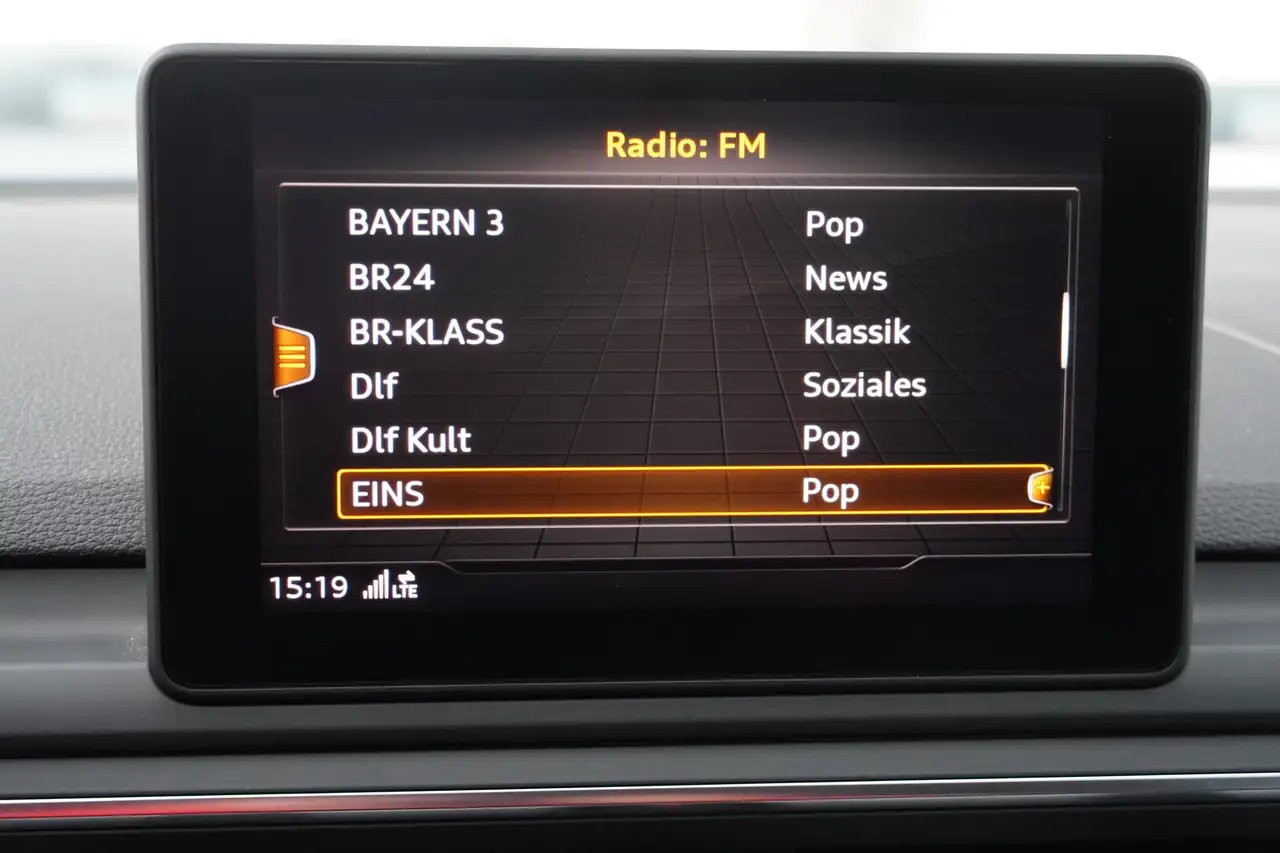 Radio: FM
BAYERN 3 Pop
BR24 News
BR-KLASS Klassik
Dlf Soziales
Dlf Kult Pop
EINS Pop
15:19 LTE